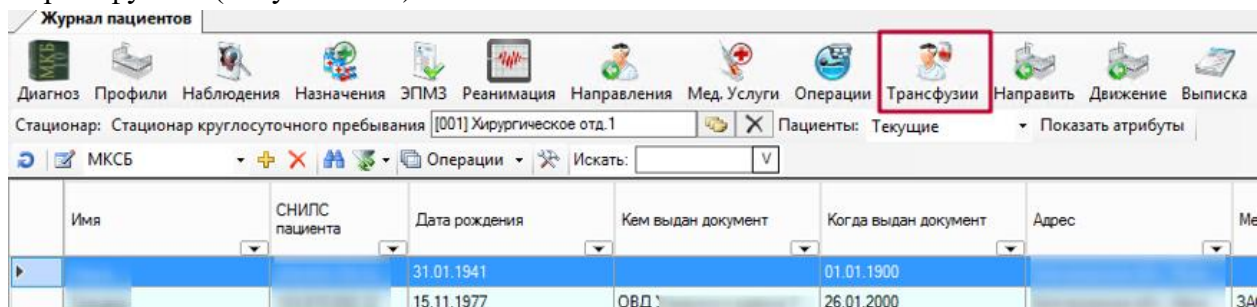 Журнал пациентов
МКБ 10
Диагноз Профили Наблюдения Назначения ЭПМЗ Реанимация Направления Мед. Услуги Операции Трансфузии Направить Движение Выписка
Стационар: Стационар круглосуточного пребывания [001] Хирургическое отд.1 Пациенты: Текущие Показать атрибуты
МКСБ Операции Искать: V
Имя СНИЛС пациента Дата рождения Кем выдан документ Когда выдан документ Адрес Ме
31.01.1941 01.01.1900
15.11.1977 ОВД 26.01.2000 ЗАО